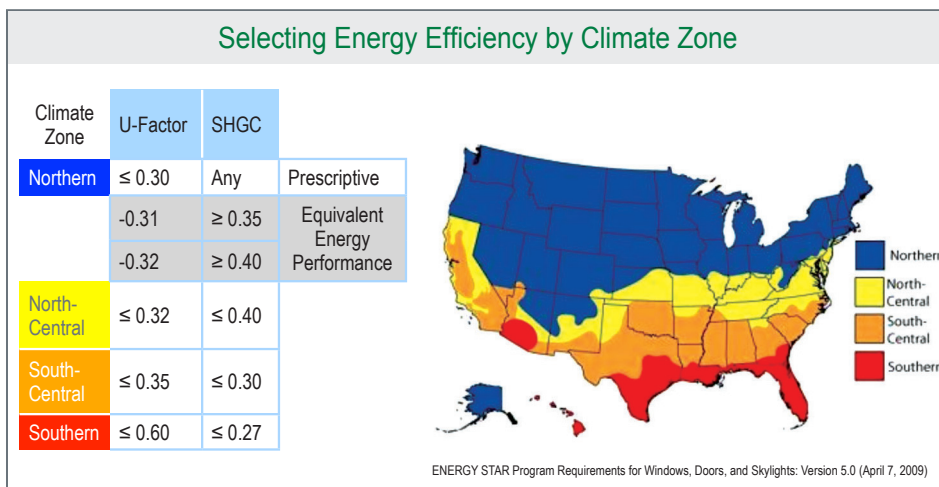 Selecting Energy Efficiency by Climate Zone
Climate
Zone
U-Factor
SHGC
Northern
≤ 0.30
Any
Prescriptive
-0.31
≥ 0.35
-0.32
≥ 0.40
Equivalent
Energy
Performance
North-
Central
≤ 0.32
≤ 0.40
South-
Central
≤ 0.35
≤ 0.30
Southern
≤ 0.60
≤ 0.27
Northern
North-
Central
South-
Central
Southern
ENERGY STAR Program Requirements for Windows, Doors, and Skylights: Version 5.0 (April 7, 2009)